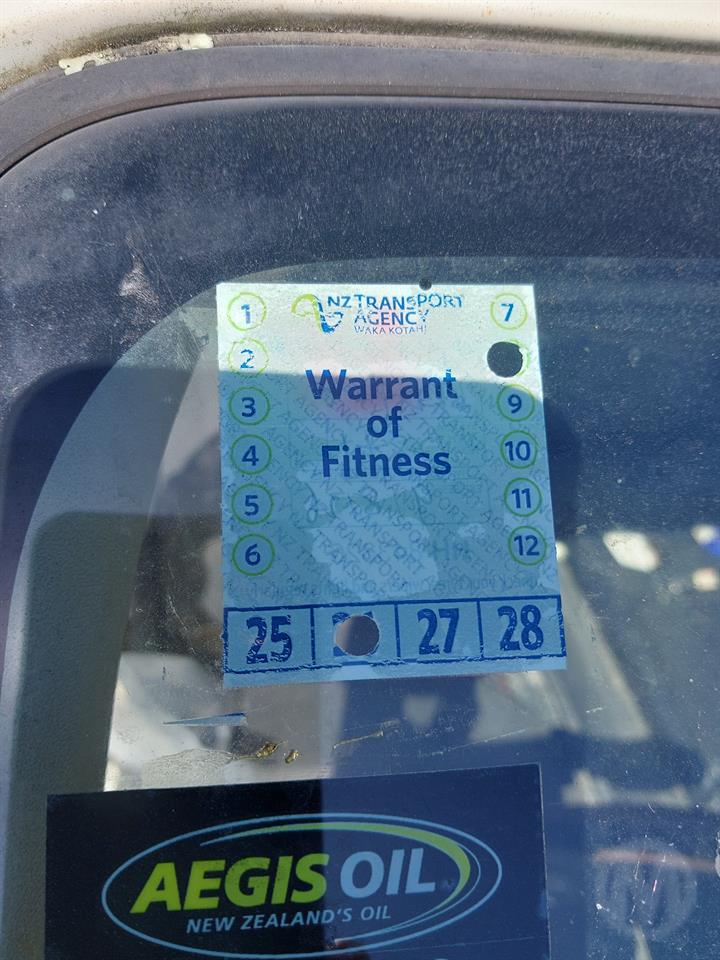 NZ TRANSPORT
AGENCY
WAKA KOTAHI
Warrant
of
Fitness
1
2
3
4
5
6
7
9
10
11
12
25
27
28
AEGIS OIL
NEW ZEALAND'S OIL